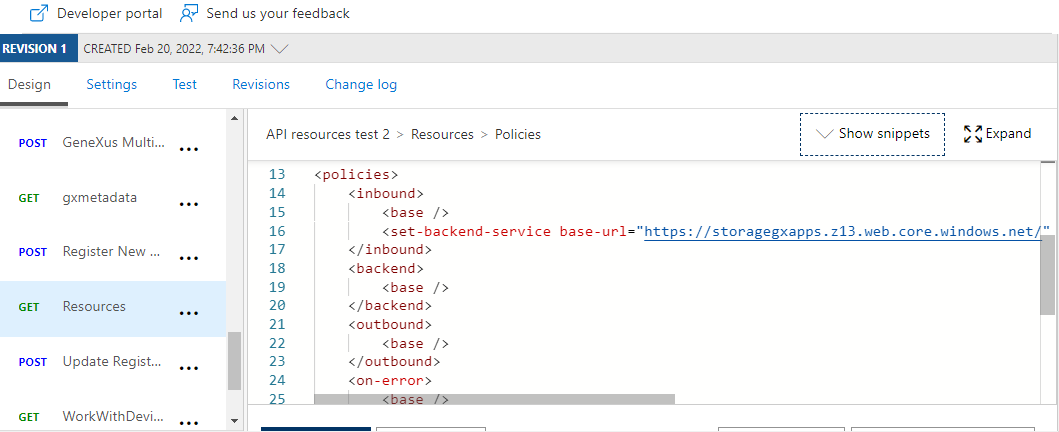 Developer portal Send us your feedback
REVISION 1 CREATED Feb 20, 2022, 7:42:36 PM
Design Settings Test Revisions Change log
POST GeneXus Multi... ...
GET gxmetadata ...
POST Register New ... ...
GET Resources ...
POST Update Regist... ...
GET WorkWithDevi... ...
API resources test 2 > Resources > Policies Show snippets Expand
13 <policies>
14 <inbound>
15 <base />
16 <set-backend-service base-url="https://storagegxapps.z13.web.core.windows.net/"
17 </inbound>
18 <backend>
19 <base />
20 </backend>
21 <outbound>
22 <base />
23 </outbound>
24 <on-error>
25 <base />